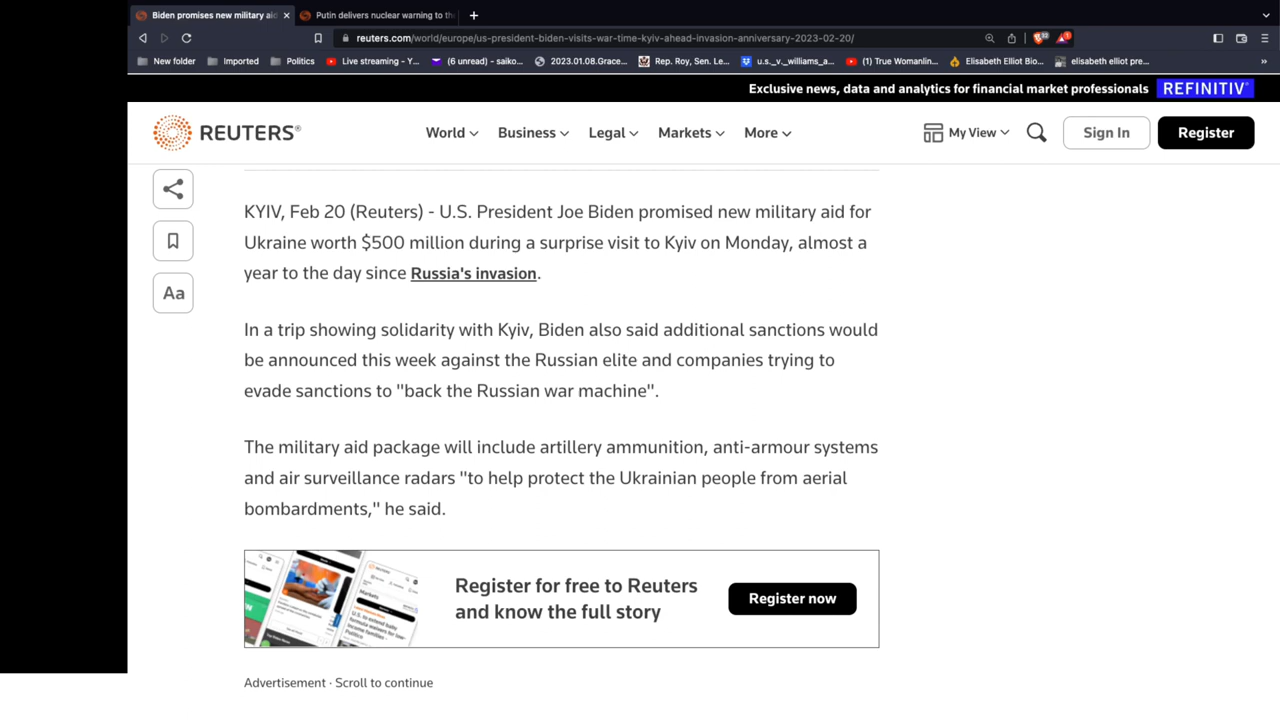 Biden promises new military aid
Putin delivers nuclear warning to th
reuters.com/world/europe/us-president-biden-visits-war-time-kyiv-ahead-invasion-anniversary-2023-02-20/
New folder Imported Politics Live streaming - Y... (6 unread) - saiko... 2023.01.08.Grace... Rep. Roy, Sen. Le... u.s._v._williams_a... (1) True Womanlin... Elisabeth Elliot Bio... elisabeth elliot pre...
Exclusive news, data and analytics for financial market professionals REFINITIV
REUTERS® World Business Legal Markets More My View Sign In Register
KYIV, Feb 20 (Reuters) - U.S. President Joe Biden promised new military aid for
Ukraine worth $500 million during a surprise visit to Kyiv on Monday, almost a
year to the day since Russia's invasion.
Aa
In a trip showing solidarity with Kyiv, Biden also said additional sanctions would
be announced this week against the Russian elite and companies trying to
evade sanctions to "back the Russian war machine".
The military aid package will include artillery ammunition, anti-armour systems
and air surveillance radars "to help protect the Ukrainian people from aerial
bombardments," he said.
Register for free to Reuters
and know the full story
Register now
Advertisement · Scroll to continue